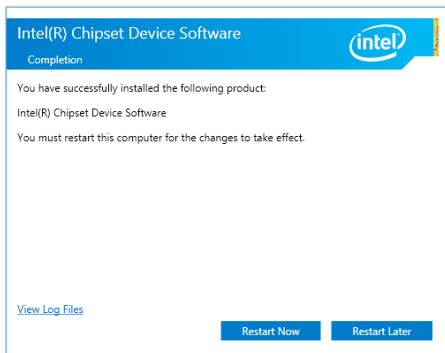 Intel(R) Chipset Device Software
Completion
intel
You have successfully installed the following product:
Intel(R) Chipset Device Software
You must restart this computer for the changes to take effect.
View Log Files
Restart Now
Restart Later